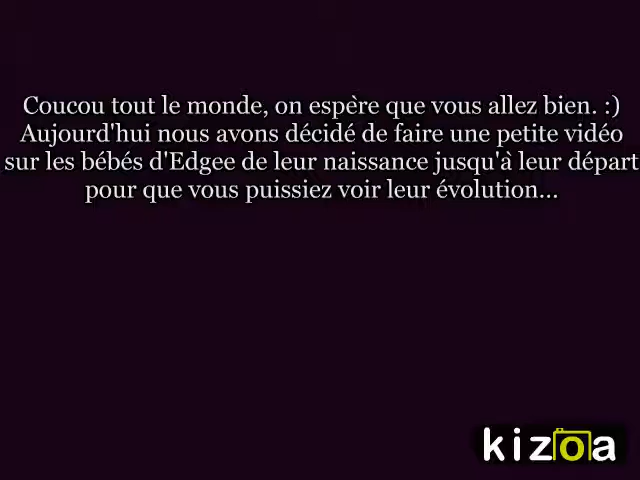 Coucou tout le monde, on espère que vous allez bien. :)
Aujourd'hui nous avons décidé de faire une petite vidéo
sur les bébés d'Edgee de leur naissance jusqu'à leur départ
pour que vous puissiez voir leur évolution...
kizoa